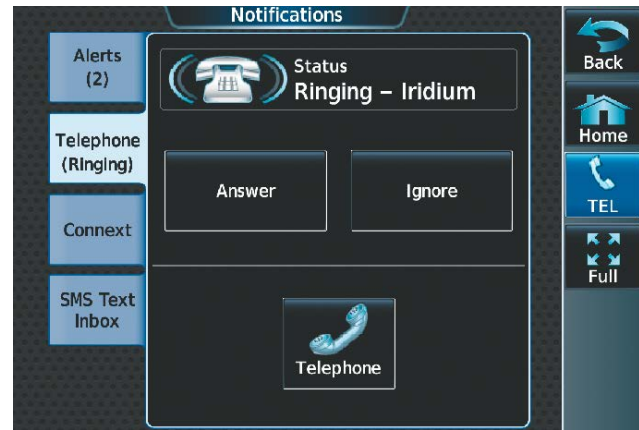 Notifications
Alerts
(2)
Telephone
(Ringing)
Connext
SMS Text
Inbox
Status
Ringing – Iridium
Answer
Ignore
Telephone
Back
Home
TEL
Full